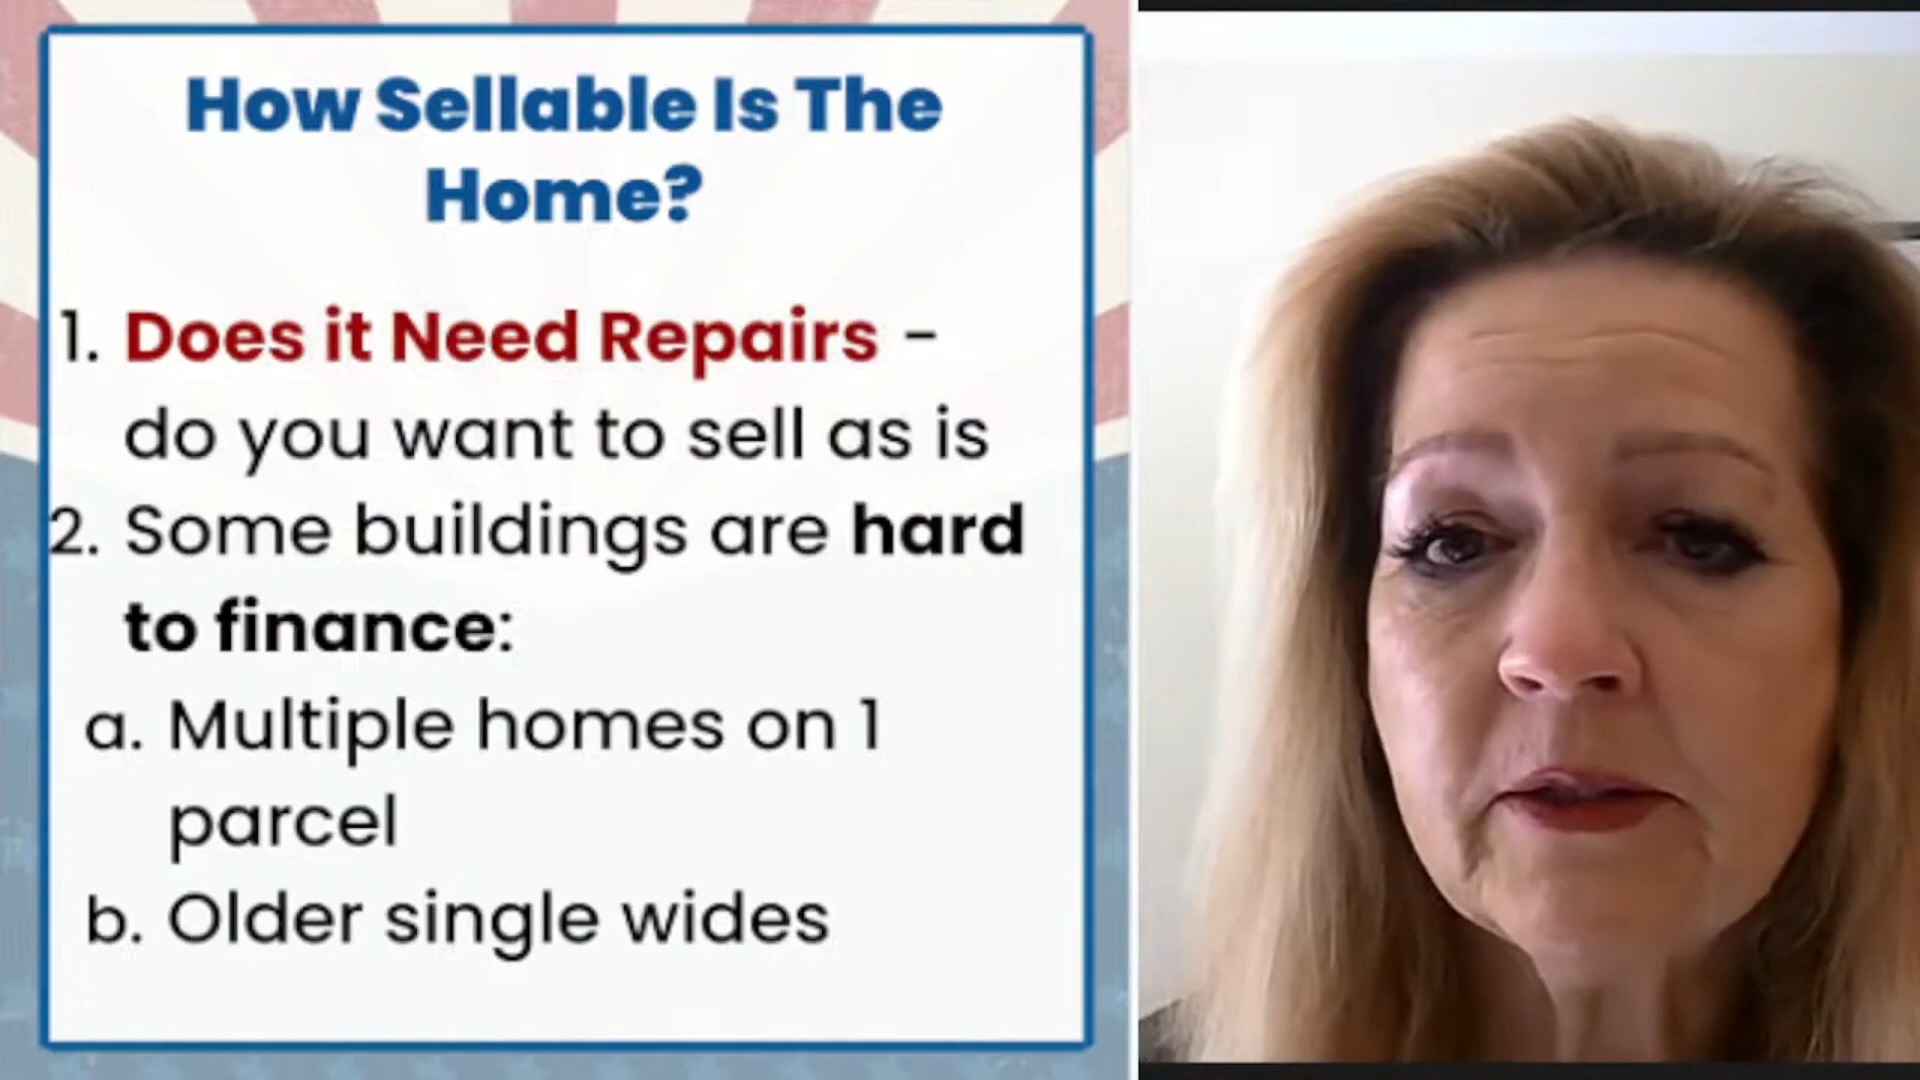 How Sellable Is The
Home?
1. Does it Need Repairs -
do you want to sell as is
2. Some buildings are hard
to finance:
a. Multiple homes on 1
parcel
b. Older single wides